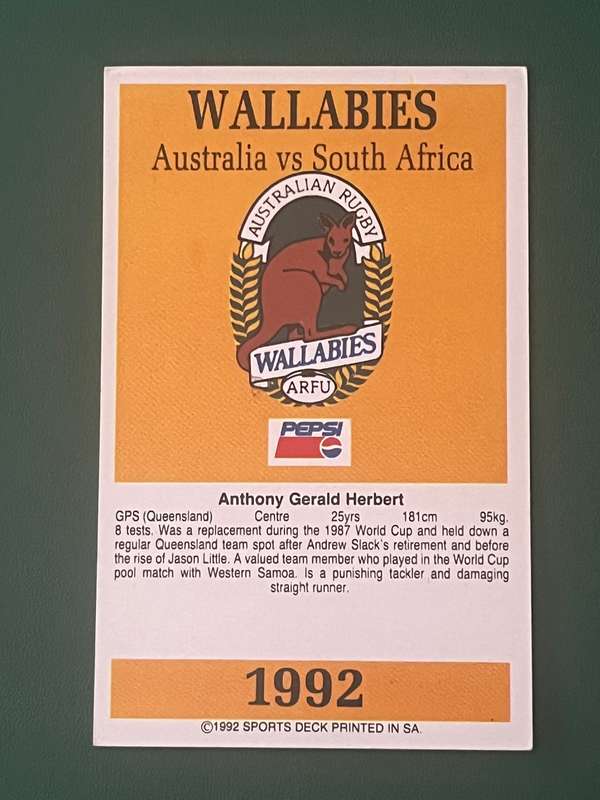 WALLABIES
Australia vs South Africa
AUSTRALIAN RUGBY
WALLABIES
ARFU
PEPSI
Anthony Gerald Herbert
GPS (Queensland) Centre 25yrs 181cm 95kg.
8 tests. Was a replacement during the 1987 World Cup and held down a
regular Queensland team spot after Andrew Slack's retirement and before
the rise of Jason Little. A valued team member who played in the World Cup
pool match with Western Samoa. Is a punishing tackler and damaging
straight runner.
1992
©1992 SPORTS DECK PRINTED IN SA.